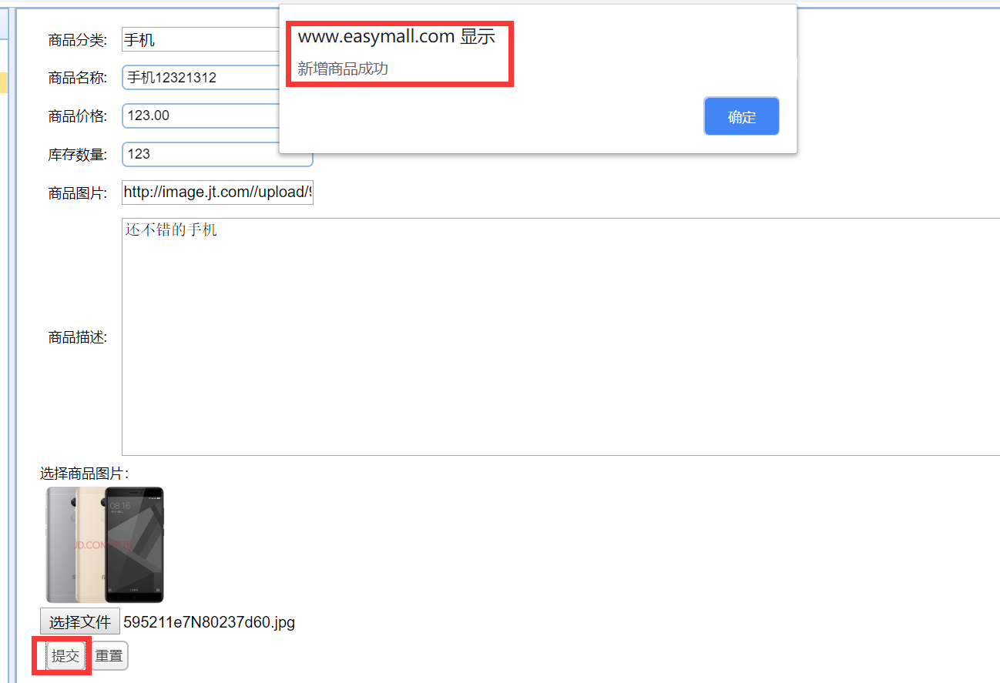 www.easymall.com 显示
新增商品成功
确定
商品分类: 手机
商品名称: 手机12321312
商品价格: 123.00
库存数量: 123
商品图片: http://image.jt.com//upload/9
商品描述: 还不错的手机
选择商品图片:
08:16
JD.COM
选择文件 595211e7N80237d60.jpg
提交 重置